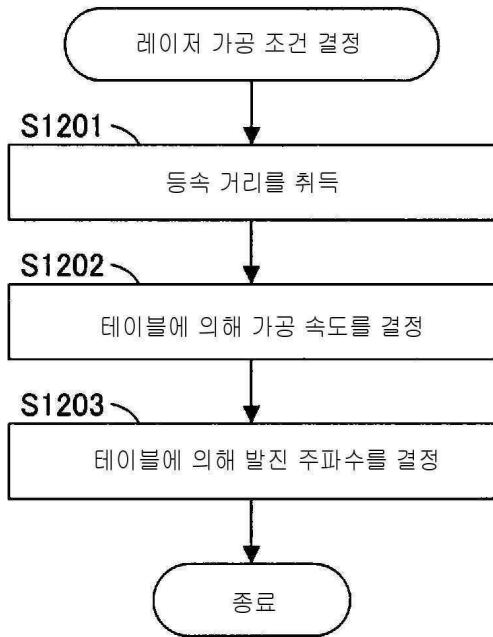 레이저 가공 조건 결정
S1201
등속 거리를 취득
S1202
테이블에 의해 가공 속도를 결정
S1203
테이블에 의해 발진 주파수를 결정
종료